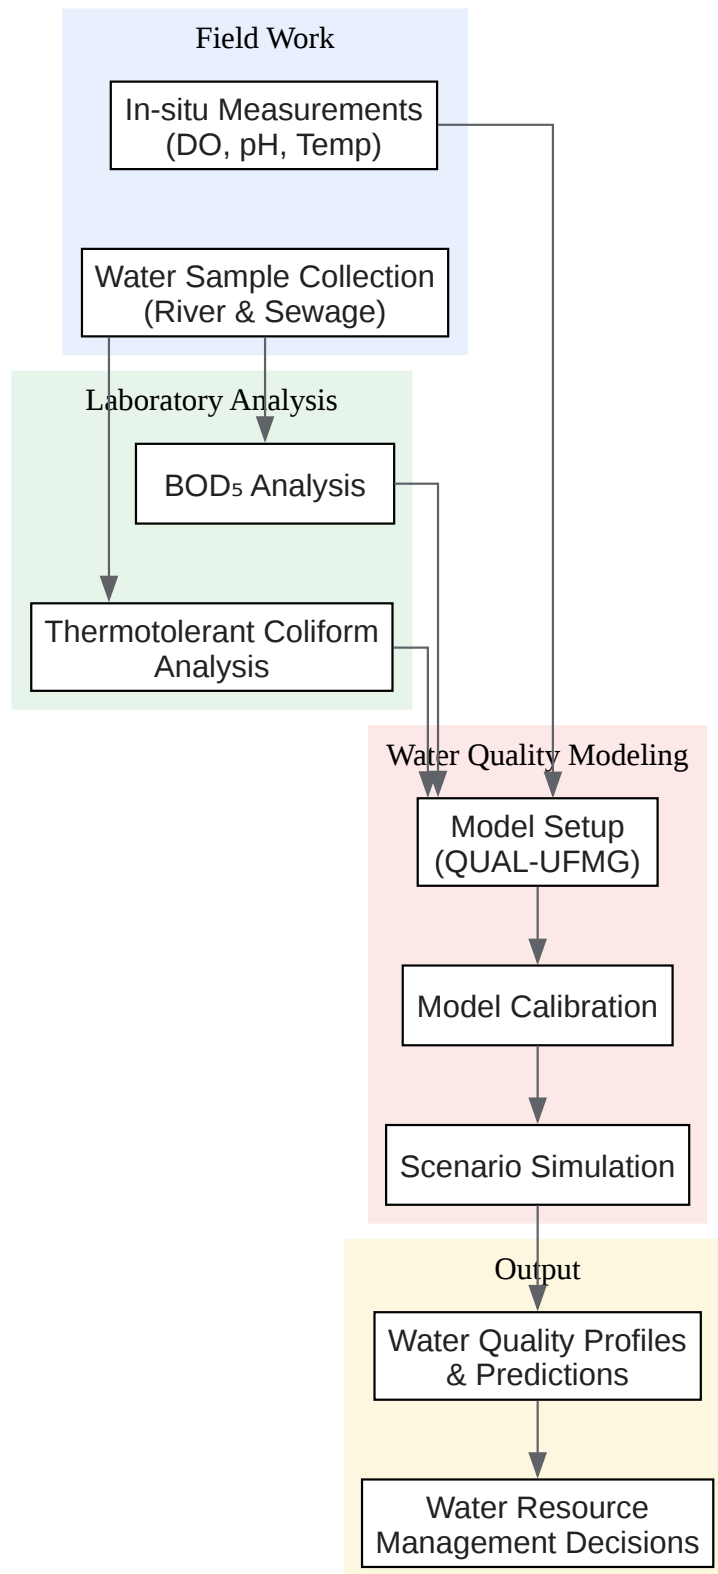 Field Work
In-situ Measurements
(DO, pH, Temp)
Water Sample Collection
(River & Sewage)
Laboratory Analysis
BOD₅ Analysis
Thermotolerant Coliform
Analysis
Water Quality Modeling
Model Setup
(QUAL-UFMG)
Model Calibration
Scenario Simulation
Output
Water Quality Profiles
& Predictions
Water Resource
Management Decisions